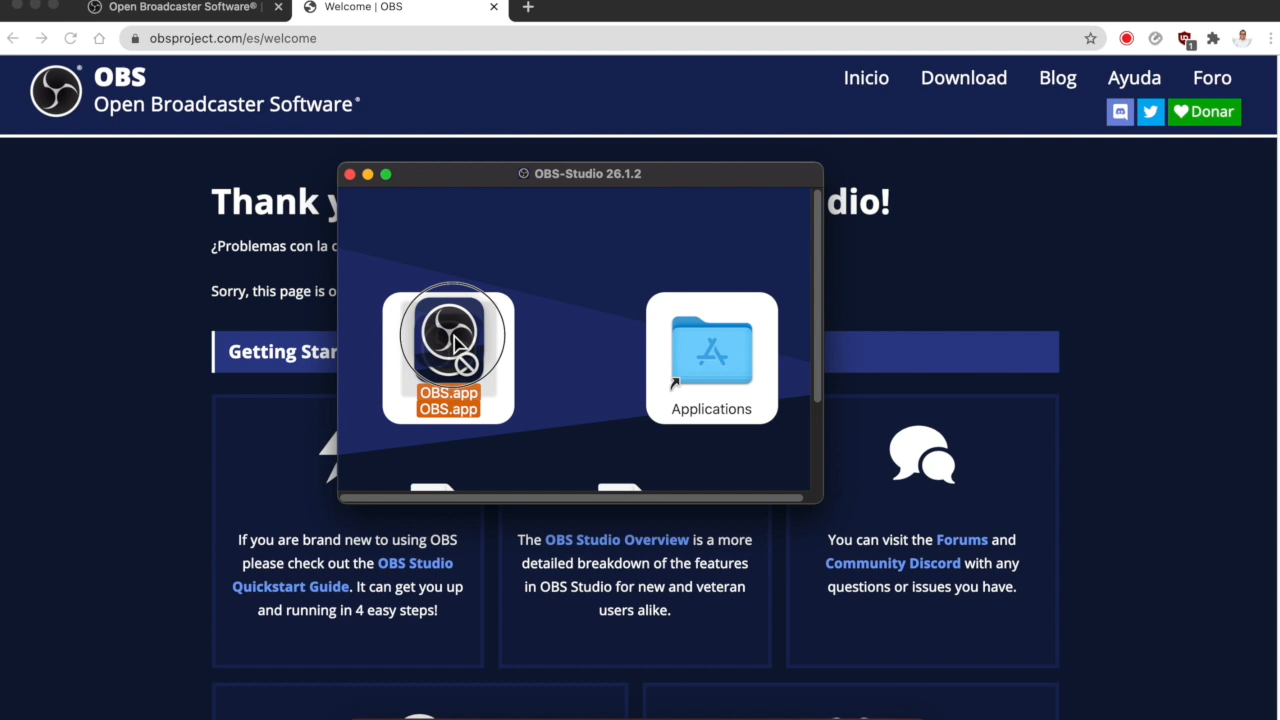 Open Broadcaster Software® |
Welcome | OBS
obsproject.com/es/welcome
1
OBS
Open Broadcaster Software®
Inicio
Download
Blog
Ayuda
Foro
Donar
OBS-Studio 26.1.2
Thank y
dio!
¿Problemas con la
Sorry, this page is o
Getting Star
OBS.app
OBS.app
Applications
If you are brand new to using OBS
please check out the OBS Studio
Quickstart Guide. It can get you up
and running in 4 easy steps!
The OBS Studio Overview is a more
detailed breakdown of the features
in OBS Studio for new and veteran
users alike.
You can visit the Forums and
Community Discord with any
questions or issues you have.